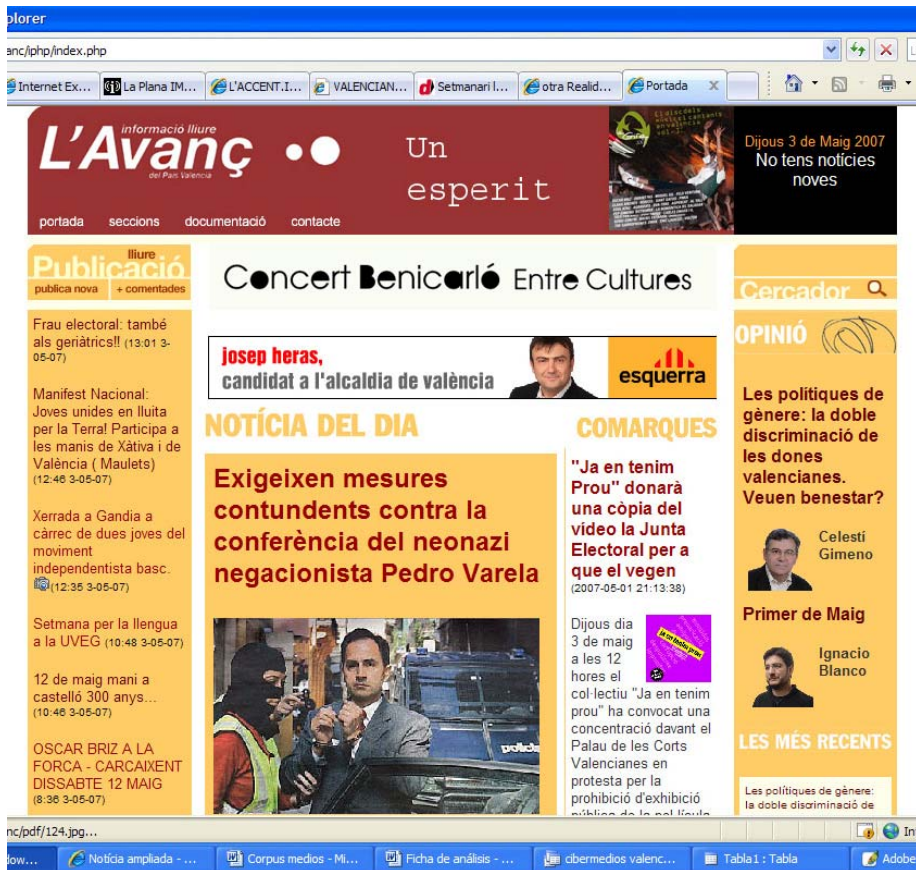 plorer
anc/iphp/index.php
Internet Ex...
La Plana IM...
L'ACCENT.I...
VALENCIAN...
Setmanari l...
otra Realid...
Portada
informació lliure
L'Avanç
del País Valencia
Un
esperit
Dijous 3 de Maig 2007
No tens notícies
noves
portada seccions documentació contacte
lliure
Publicació
publica nova + comentades
Frau electoral: també
als geriàtrics!! (13:01 3-
05-07)
Manifest Nacional:
Joves unides en lluita
per la Terra! Participa a
les manis de Xàtiva i de
València ( Maulets)
(12:46 3-05-07)
Xerrada a Gandia a
càrrec de dues joves del
moviment
independentista basc.
(12:35 3-05-07)
Setmana per la llengua
a la UVEG (10:48 3-05-07)
12 de maig mani a
castelló 300 anys...
(10:46 3-05-07)
OSCAR BRIZ A LA
FORCA - CARCAIXENT
DISSABTE 12 MAIG
(8:36 3-05-07)
Concert Benicarló Entre Cultures
josep heras,
candidat a l'alcaldia de valència
esquerra
NOTÍCIA DEL DIA
Exigeixen mesures
contundents contra la
conferència del neonazi
negacionista Pedro Varela
COMARQUES
"Ja en tenim
Prou" donarà
una còpia del
vídeo la Junta
Electoral per a
que el vegen
(2007-05-01 21:13:38)
Dijous dia
3 de maig
a les 12
hores el
col·lectiu "Ja en tenim
prou" ha convocat una
concentració davant el
Palau de les Corts
Valencianes en
protesta per la
prohibició d'exhibició
pública de la pel·lícula
Cercador
OPINIÓ
Les polítiques de
gènere: la doble
discriminació de
les dones
valencianes.
Veuen benestar?
Celestí
Gimeno
Primer de Maig
Ignacio
Blanco
LES MÉS RECENTS
Les polítiques de gènere:
la doble discriminació de
nc/pdf/124.jpg...
In
dow...
Notícia ampliada - ...
Corpus medios - Mi...
Ficha de análisis - ...
cibermedios valenc...
Tabla1 : Tabla
Adobe